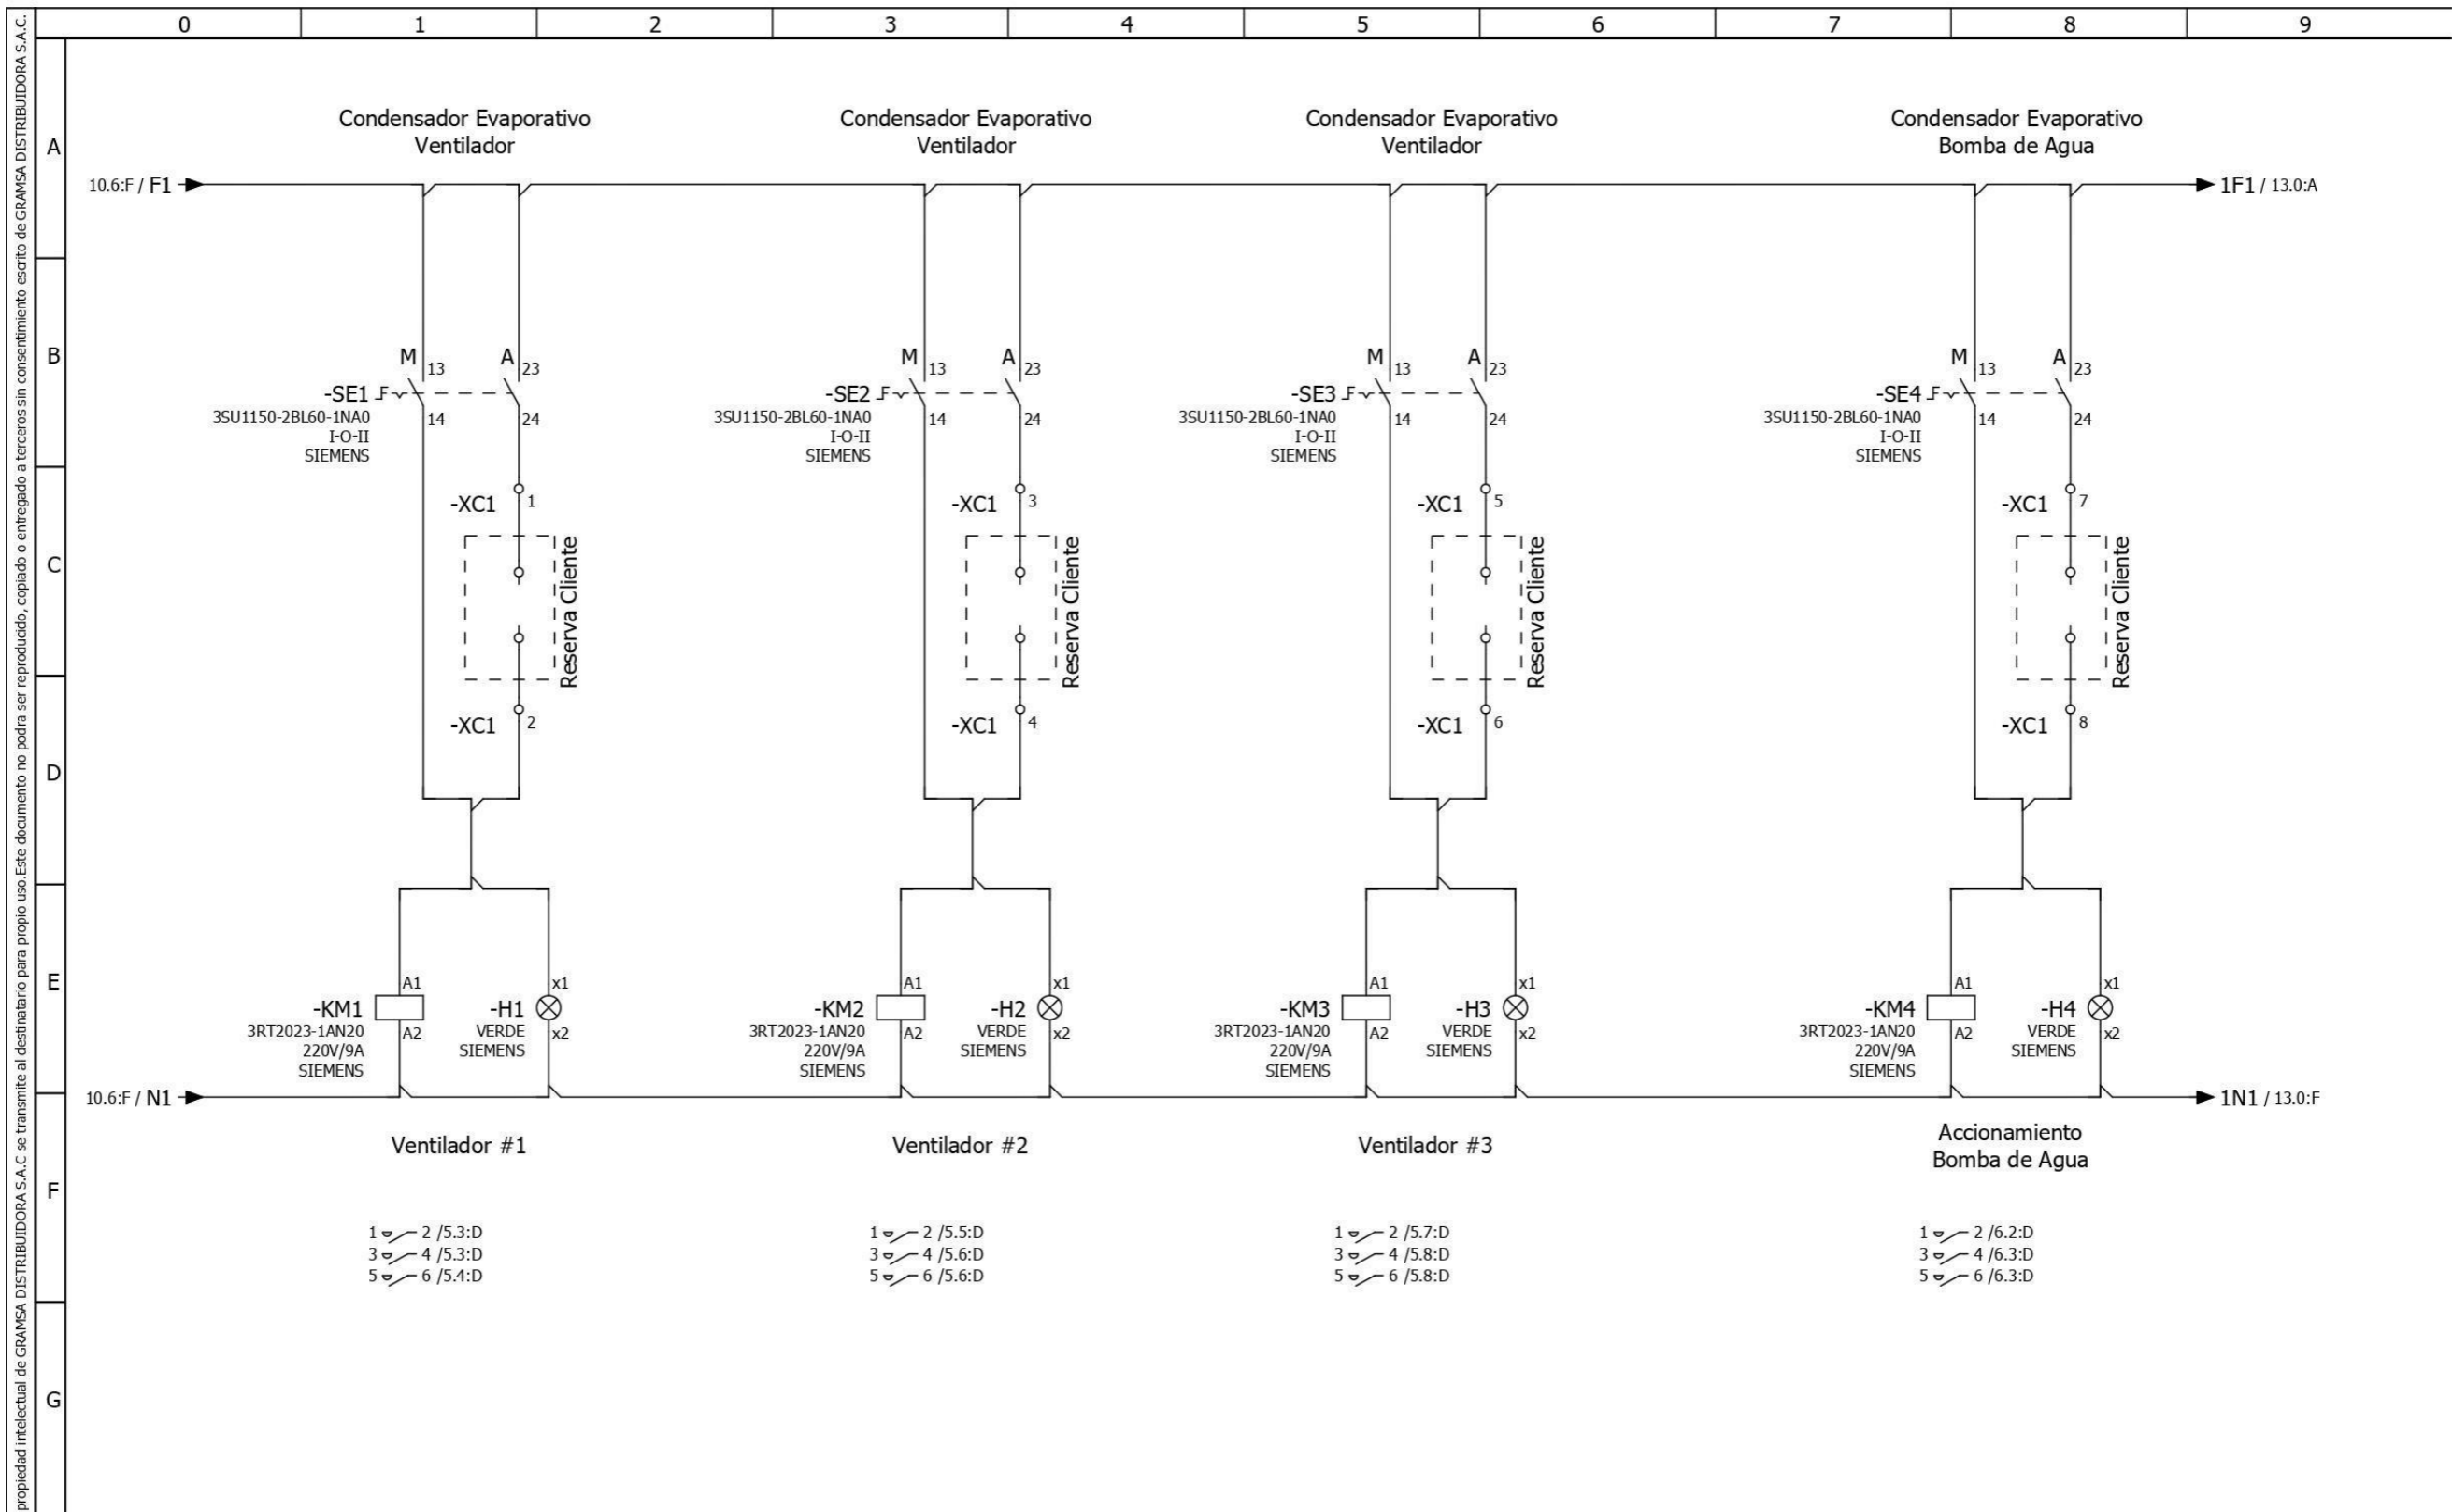 0 1 2 3 4 5 6 7 8 9
propiedad intelectual de GRAMSA DISTRIBUIDORA S.A.C se transmite al destinatario para propio uso.Este documento no podra ser reproducido, copiado o entregado a terceros sin consentimiento escrito de GRAMSA DISTRIBUIDORA S.A.C.
A
B
C
D
E
F
G
10.6:F / F1
1F1 / 13.0:A
Condensador Evaporativo
Ventilador
M 13 A 23
-SE1
14 24
3SU1150-2BL60-1NA0
I-O-II
SIEMENS
-XC1 1
Reserva Cliente
-XC1 2
A1 x1
-KM1 -H1
A2 x2
3RT2023-1AN20
220V/9A
SIEMENS
VERDE
SIEMENS
Ventilador #1
1 2 /5.3:D
3 4 /5.3:D
5 6 /5.4:D
Condensador Evaporativo
Ventilador
M 13 A 23
-SE2
14 24
3SU1150-2BL60-1NA0
I-O-II
SIEMENS
-XC1 3
Reserva Cliente
-XC1 4
A1 x1
-KM2 -H2
A2 x2
3RT2023-1AN20
220V/9A
SIEMENS
VERDE
SIEMENS
Ventilador #2
1 2 /5.5:D
3 4 /5.6:D
5 6 /5.6:D
Condensador Evaporativo
Ventilador
M 13 A 23
-SE3
14 24
3SU1150-2BL60-1NA0
I-O-II
SIEMENS
-XC1 5
Reserva Cliente
-XC1 6
A1 x1
-KM3 -H3
A2 x2
3RT2023-1AN20
220V/9A
SIEMENS
VERDE
SIEMENS
Ventilador #3
1 2 /5.7:D
3 4 /5.8:D
5 6 /5.8:D
Condensador Evaporativo
Bomba de Agua
M 13 A 23
-SE4
14 24
3SU1150-2BL60-1NA0
I-O-II
SIEMENS
-XC1 7
Reserva Cliente
-XC1 8
A1 x1
-KM4 -H4
A2 x2
3RT2023-1AN20
220V/9A
SIEMENS
VERDE
SIEMENS
Accionamiento
Bomba de Agua
1 2 /6.2:D
3 4 /6.3:D
5 6 /6.3:D
10.6:F / N1
1N1 / 13.0:F